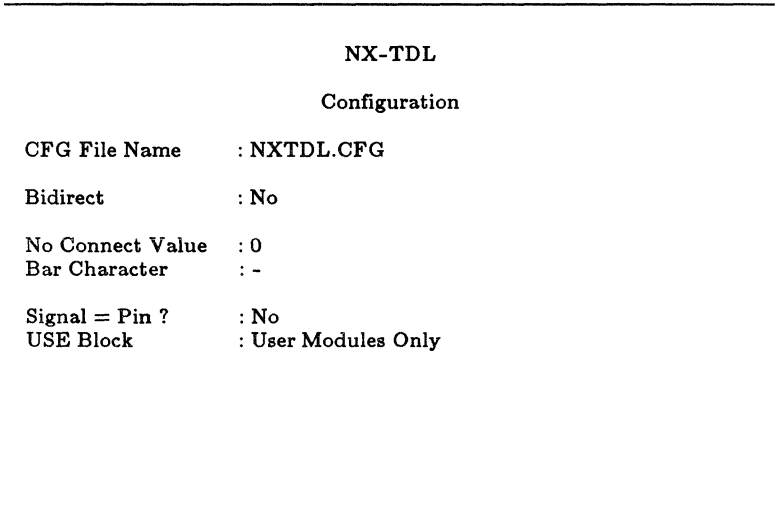 NX-TDL
Configuration
CFG File Name : NXTDL.CFG
Bidirect : No
No Connect Value : 0
Bar Character : -
Signal = Pin ? : No
USE Block : User Modules Only